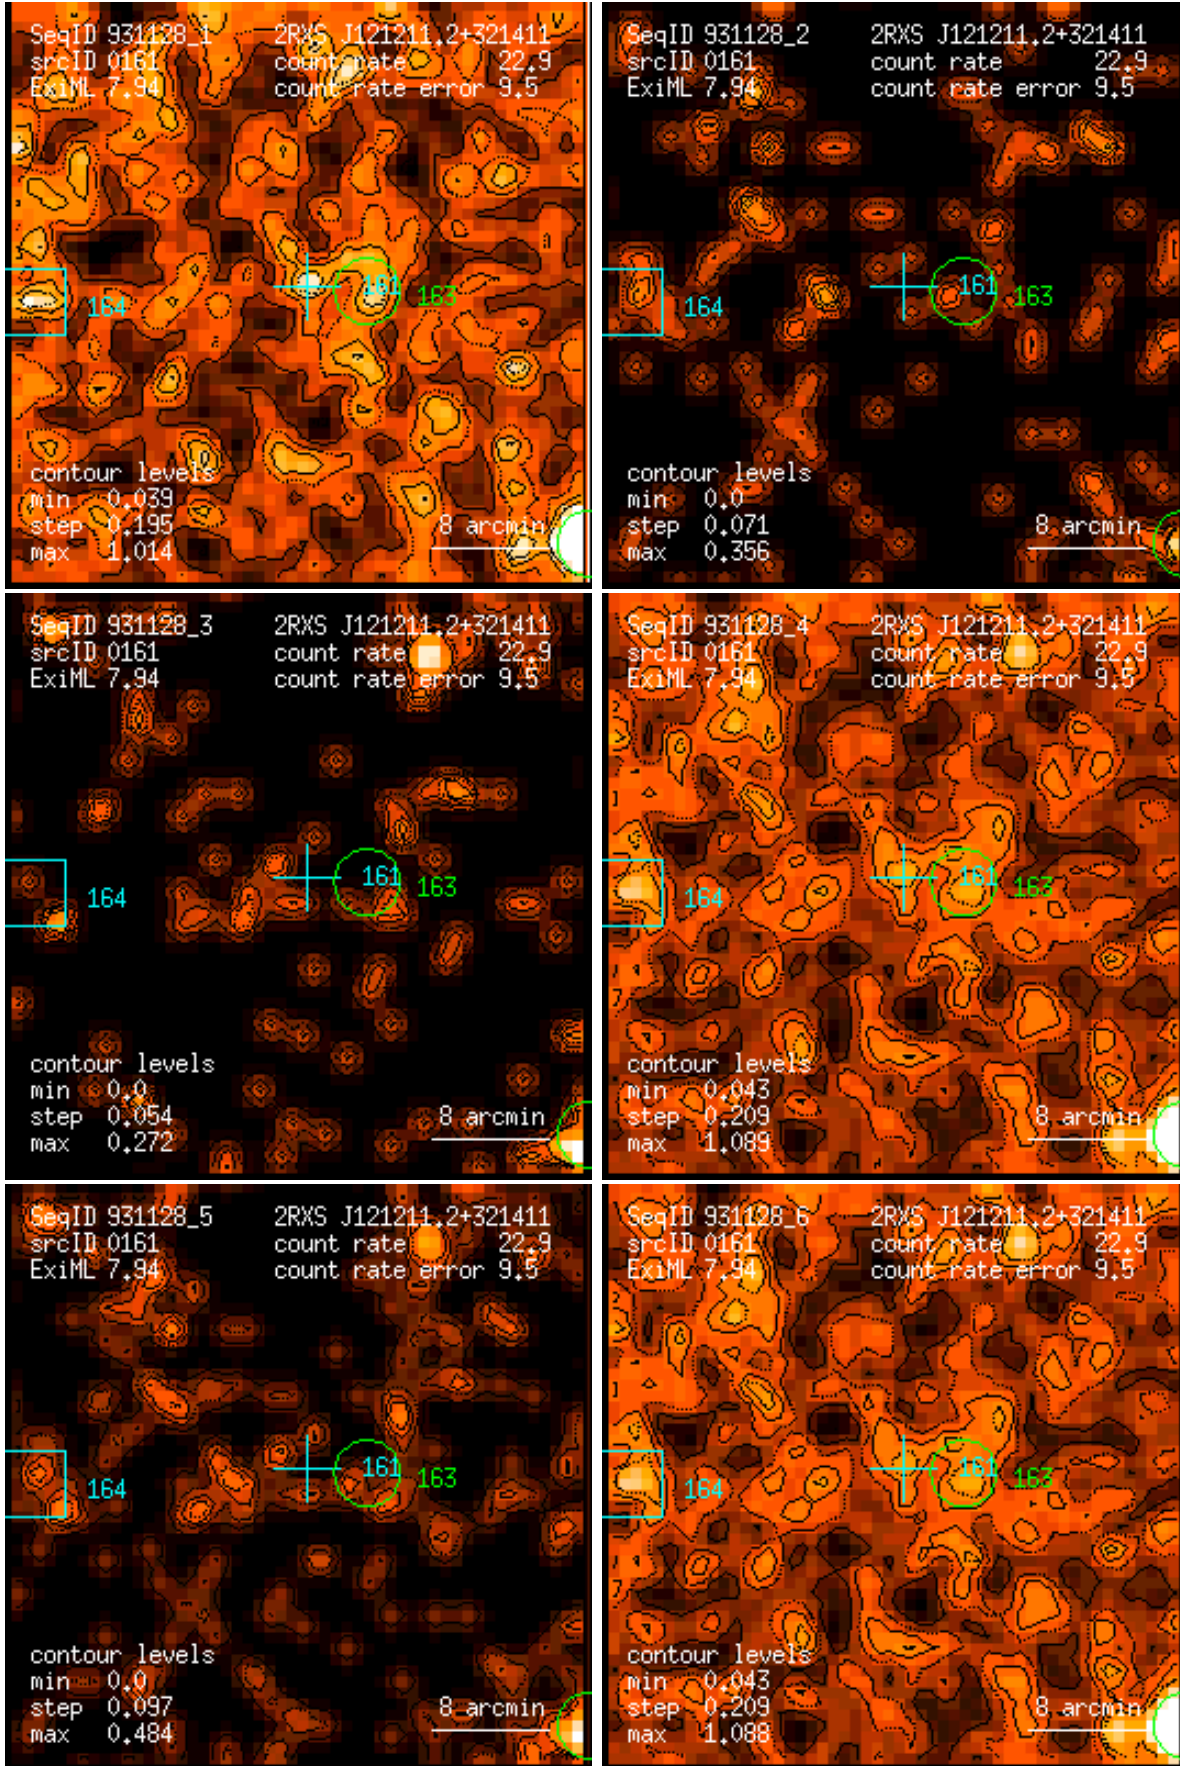 SeqID 931128_1 2RXS J121211.2+321411
srcID 0161 count rate 22.9
ExiML 7.94 count rate error 9.5
161
164 163
contour levels
min 0.039
step 0.195 8 arcmin
max 1.014
SeqID 931128_2 2RXS J121211.2+321411
srcID 0161 count rate 22.9
ExiML 7.94 count rate error 9.5
161
164 163
contour levels
min 0.0
step 0.071 8 arcmin
max 0.356
SeqID 931128_3 2RXS J121211.2+321411
srcID 0161 count rate 22.9
ExiML 7.94 count rate error 9.5
161
164 163
contour levels
min 0.0
step 0.054 8 arcmin
max 0.272
SeqID 931128_4 2RXS J121211.2+321411
srcID 0161 count rate 22.9
ExiML 7.94 count rate error 9.5
161
164 163
contour levels
min 0.043
step 0.209 8 arcmin
max 1.089
SeqID 931128_5 2RXS J121211.2+321411
srcID 0161 count rate 22.9
ExiML 7.94 count rate error 9.5
161
164 163
contour levels
min 0.0
step 0.097 8 arcmin
max 0.484
SeqID 931128_6 2RXS J121211.2+321411
srcID 0161 count rate 22.9
ExiML 7.94 count rate error 9.5
161
164 163
contour levels
min 0.043
step 0.209 8 arcmin
max 1.088